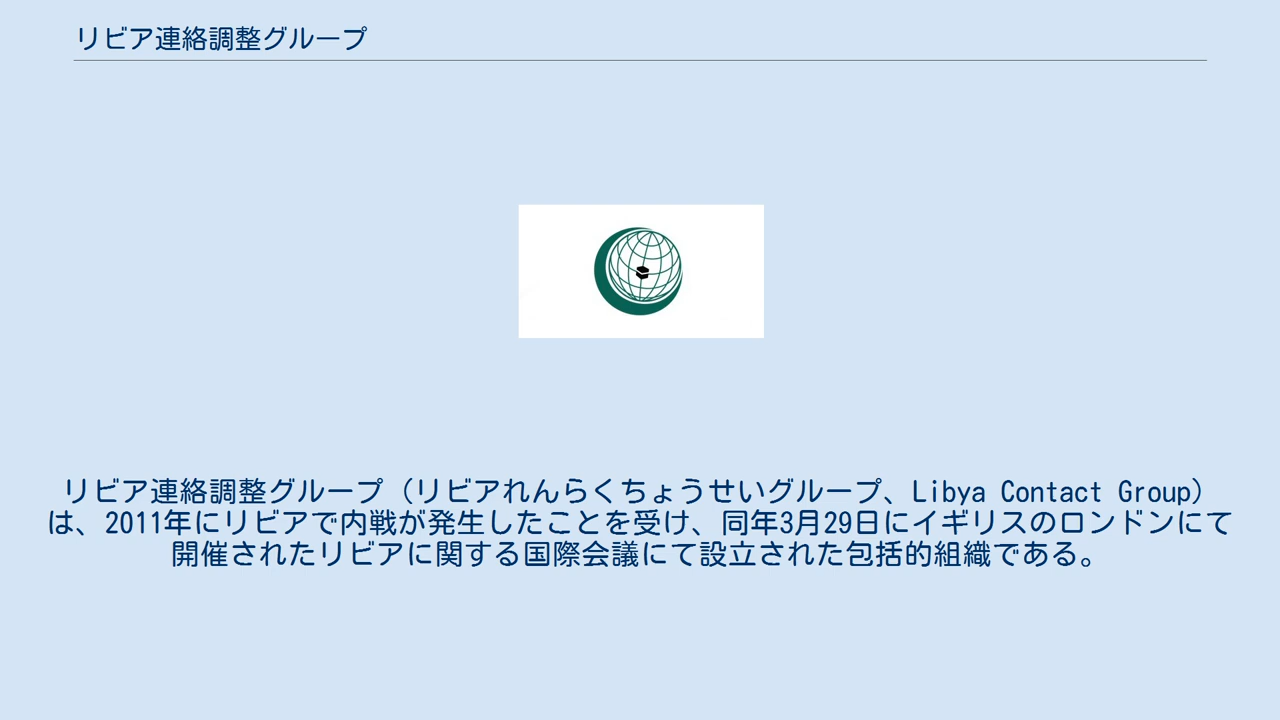 リビア連絡調整グループ
リビア連絡調整グループ（リビアれんらくちょうせいグループ、Libya Contact Group）
は、2011年にリビアで内戦が発生したことを受け、同年3月29日にイギリスのロンドンにて
開催されたリビアに関する国際会議にて設立された包括的組織である。